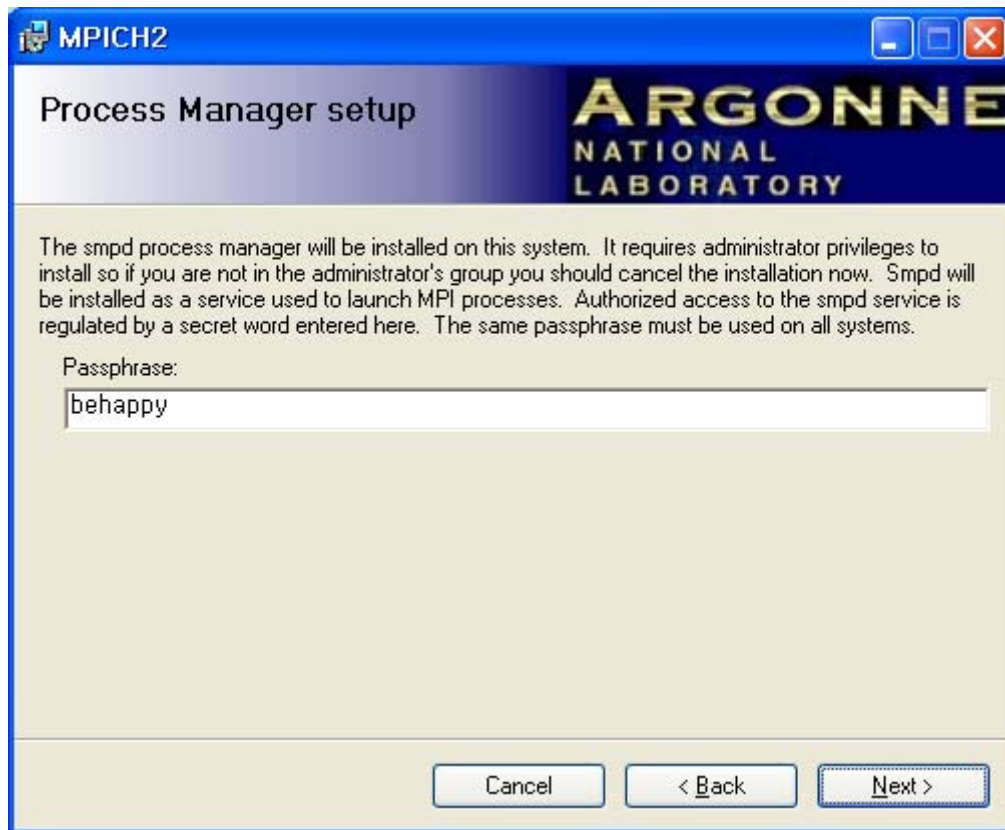 MPICH2
Process Manager setup
ARGONNE
NATIONAL
LABORATORY
The smpd process manager will be installed on this system.  It requires administrator privileges to
install so if you are not in the administrator's group you should cancel the installation now.  Smpd will
be installed as a service used to launch MPI processes.  Authorized access to the smpd service is
regulated by a secret word entered here.  The same passphrase must be used on all systems.
Passphrase:
behappy
Cancel
< Back
Next >